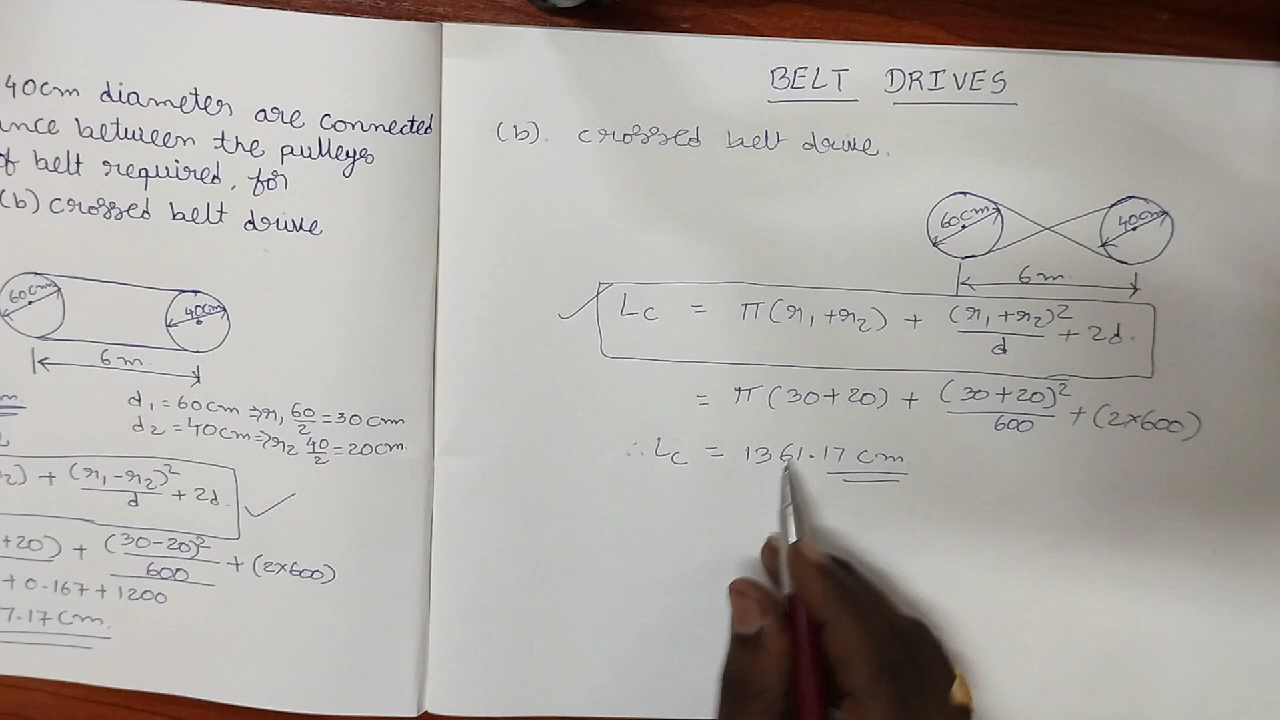 40cm diameter are connected
ance between the pulleys
of belt required, for
(b) crossed belt drive
60cm
40cm
6m.
m
d1 = 60cm ⇒ r1, 60/2 = 30cm
d2 = 40cm ⇒ r2 40/2 = 20cm.
2) + (r1 - r2)²/d + 2d.
+20) + (30-20)²/600 + (2×600)
+ 0.167 + 1200
7.17 cm.
BELT DRIVES
(b). crossed belt drive.
60cm
40cm
6m.
Lc = π(r1 + r2) + (r1 + r2)²/d + 2d.
= π(30+20) + (30+20)²/600 + (2×600)
∴ Lc = 1361.17 cm